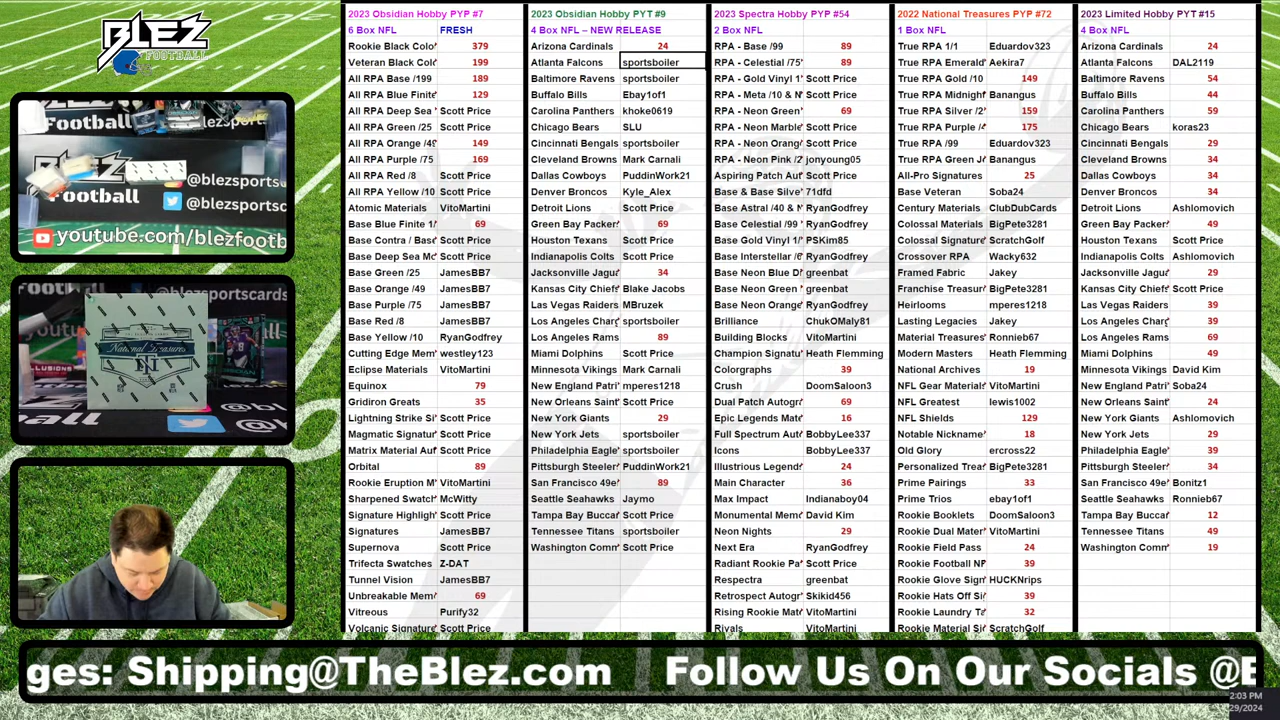 BLEZ
FOOTBALL
2023 Obsidian Hobby PYP #7
6 Box NFL FRESH
Rookie Black Colo 379
Veteran Black Col 199
All RPA Base /199 189
All RPA Blue Finite 129
All RPA Deep Sea Scott Price
All RPA Green /25 Scott Price
All RPA Orange /4 149
All RPA Purple /75 169
All RPA Red /8 Scott Price
All RPA Yellow /10 Scott Price
Atomic Materials VitoMartini
Base Blue Finite 1/ 69
Base Contra / Base Scott Price
Base Deep Sea Mo Scott Price
Base Green /25 JamesBB7
Base Orange /49 JamesBB7
Base Purple /75 JamesBB7
Base Red /8 JamesBB7
Base Yellow /10 RyanGodfrey
Cutting Edge Mem westley123
Eclipse Materials VitoMartini
Equinox 79
Gridiron Greats 35
Lightning Strike Si Scott Price
Magmatic Signatur Scott Price
Matrix Material Aut Scott Price
Orbital 89
Rookie Eruption M VitoMartini
Sharpened Swatch McWitty
Signature Highligh Scott Price
Signatures JamesBB7
Supernova Scott Price
Trifecta Swatches Z-DAT
Tunnel Vision JamesBB7
Unbreakable Mem 69
Vitreous Purify32
Volcanic Signature Scott Price
2023 Obsidian Hobby PYT #9
4 Box NFL – NEW RELEASE
Arizona Cardinals 24
Atlanta Falcons sportsboiler
Baltimore Ravens sportsboiler
Buffalo Bills Ebay1of1
Carolina Panthers khoke0619
Chicago Bears SLU
Cincinnati Bengals sportsboiler
Cleveland Browns Mark Carnali
Dallas Cowboys PuddinWork21
Denver Broncos Kyle_Alex
Detroit Lions Scott Price
Green Bay Packer 69
Houston Texans Scott Price
Indianapolis Colts Scott Price
Jacksonville Jagu 34
Kansas City Chief Blake Jacobs
Las Vegas Raiders MBruzek
Los Angeles Char sportsboiler
Los Angeles Rams 89
Miami Dolphins Scott Price
Minnesota Vikings Mark Carnali
New England Patri mperes1218
New Orleans Saint Scott Price
New York Giants 29
New York Jets sportsboiler
Philadelphia Eagle sportsboiler
Pittsburgh Steeler PuddinWork21
San Francisco 49e 89
Seattle Seahawks Jaymo
Tampa Bay Buccar Scott Price
Tennessee Titans sportsboiler
Washington Comm Scott Price
2023 Spectra Hobby PYP #54
2 Box NFL
RPA - Base /99 89
RPA - Celestial /75 89
RPA - Gold Vinyl 1 Scott Price
RPA - Meta /10 & N Scott Price
RPA - Neon Green 69
RPA - Neon Marble Scott Price
RPA - Neon Orang Scott Price
RPA - Neon Pink /2 jonyoung05
Aspiring Patch Aut Scott Price
Base & Base Silve 71dfd
Base Astral /40 & N RyanGodfrey
Base Celestial /99 RyanGodfrey
Base Gold Vinyl 1/ PSKim85
Base Interstellar /6 RyanGodfrey
Base Neon Blue D greenbat
Base Neon Green greenbat
Base Neon Orange RyanGodfrey
Brilliance ChukOMaly81
Building Blocks VitoMartini
Champion Signatu Heath Flemming
Colorgraphs 39
Crush DoomSaloon3
Dual Patch Autogr 69
Epic Legends Mat 16
Full Spectrum Aut BobbyLee337
Icons BobbyLee337
Illustrious Legend 24
Main Character 36
Max Impact Indianaboy04
Monumental Mem David Kim
Neon Nights 29
Next Era RyanGodfrey
Radiant Rookie Pa Scott Price
Respectra greenbat
Retrospect Autogr Skikid456
Rising Rookie Mat VitoMartini
Rivals VitoMartini
2022 National Treasures PYP #72
1 Box NFL
True RPA 1/1 Eduardov323
True RPA Emerald Aekira7
True RPA Gold /10 149
True RPA Midnigh Banangus
True RPA Silver /2 159
True RPA Purple / 175
True RPA /99 Eduardov323
True RPA Green / Banangus
All-Pro Signatures 25
Base Veteran Soba24
Century Materials ClubDubCards
Colossal Materials BigPete3281
Colossal Signature ScratchGolf
Crossover RPA Wacky632
Framed Fabric Jakey
Franchise Treasur BigPete3281
Heirlooms mperes1218
Lasting Legacies Jakey
Material Treasures Ronnieb67
Modern Masters Heath Flemming
National Archives 19
NFL Gear Material VitoMartini
NFL Greatest lewis1002
NFL Shields 129
Notable Nickname 18
Old Glory ercross22
Personalized Trea BigPete3281
Prime Pairings 33
Prime Trios ebay1of1
Rookie Booklets DoomSaloon3
Rookie Dual Mater VitoMartini
Rookie Field Pass 24
Rookie Football NF 39
Rookie Glove Sign HUCKNrips
Rookie Hats Off Si 39
Rookie Laundry Ta 32
Rookie Material Si ScratchGolf
2023 Limited Hobby PYT #15
4 Box NFL
Arizona Cardinals 24
Atlanta Falcons DAL2119
Baltimore Ravens 54
Buffalo Bills 44
Carolina Panthers 59
Chicago Bears koras23
Cincinnati Bengals 29
Cleveland Browns 34
Dallas Cowboys 34
Denver Broncos 34
Detroit Lions Ashlomovich
Green Bay Packer 49
Houston Texans Scott Price
Indianapolis Colts Scott Price
Jacksonville Jagu 29
Kansas City Chief Scott Price
Las Vegas Raiders 39
Los Angeles Char 39
Los Angeles Rams 69
Miami Dolphins 49
Minnesota Vikings David Kim
New England Patri Soba24
New Orleans Saint 24
New York Giants Ashlomovich
New York Jets 29
Philadelphia Eagle 39
Pittsburgh Steeler 34
San Francisco 49e Bonitz1
Seattle Seahawks Ronnieb67
Tampa Bay Buccar 12
Tennessee Titans 49
Washington Comm 19
Football
BLEZ
@blezsports
Football
@blezsports
youtube.com/blezfootb
@blezsportscards
National Treasures
ILLUSIONS
ges: Shipping@TheBlez.com Follow Us On Our Socials @B
2:03 PM
29/2024